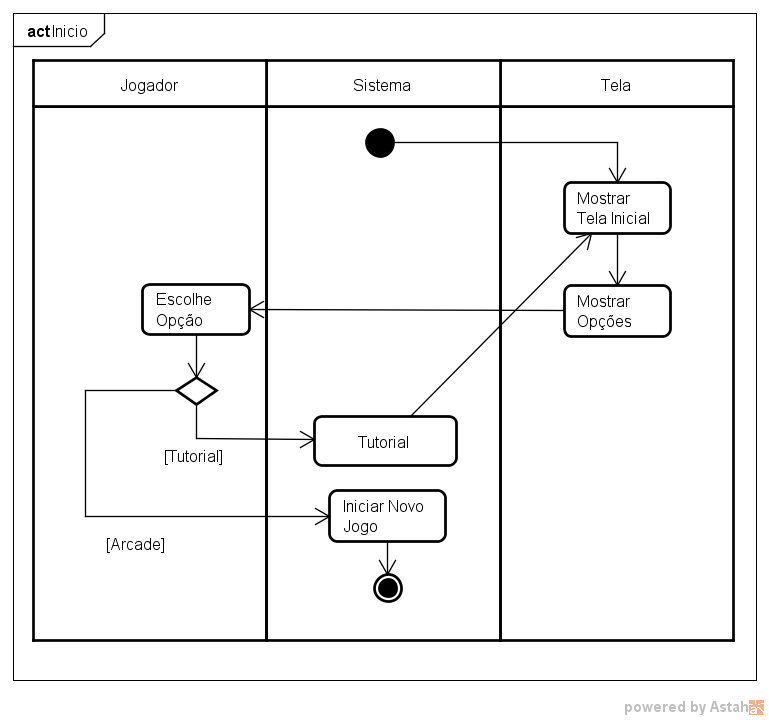 act Inicio
Jogador
Sistema
Tela
Mostrar
Tela Inicial
Escolhe
Opção
Mostrar
Opções
Tutorial
[Tutorial]
Iniciar Novo
Jogo
[Arcade]
powered by Astah